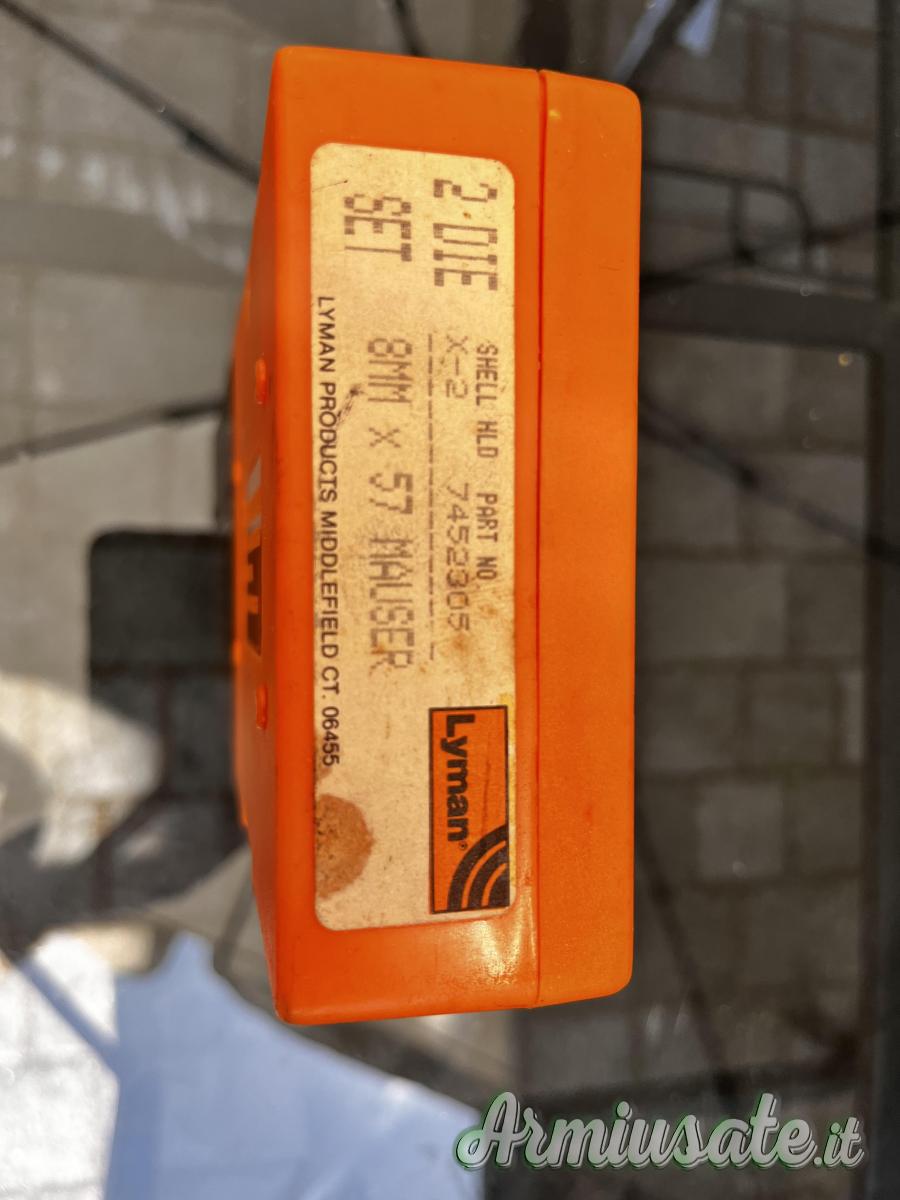 2 DIE
SET
SHELL HLD PART NO
X-2 7452305
8MM x 57 MAUSER
LYMAN PRODUCTS MIDDLEFIELD CT. 06455
Lyman®
Armiusate.it